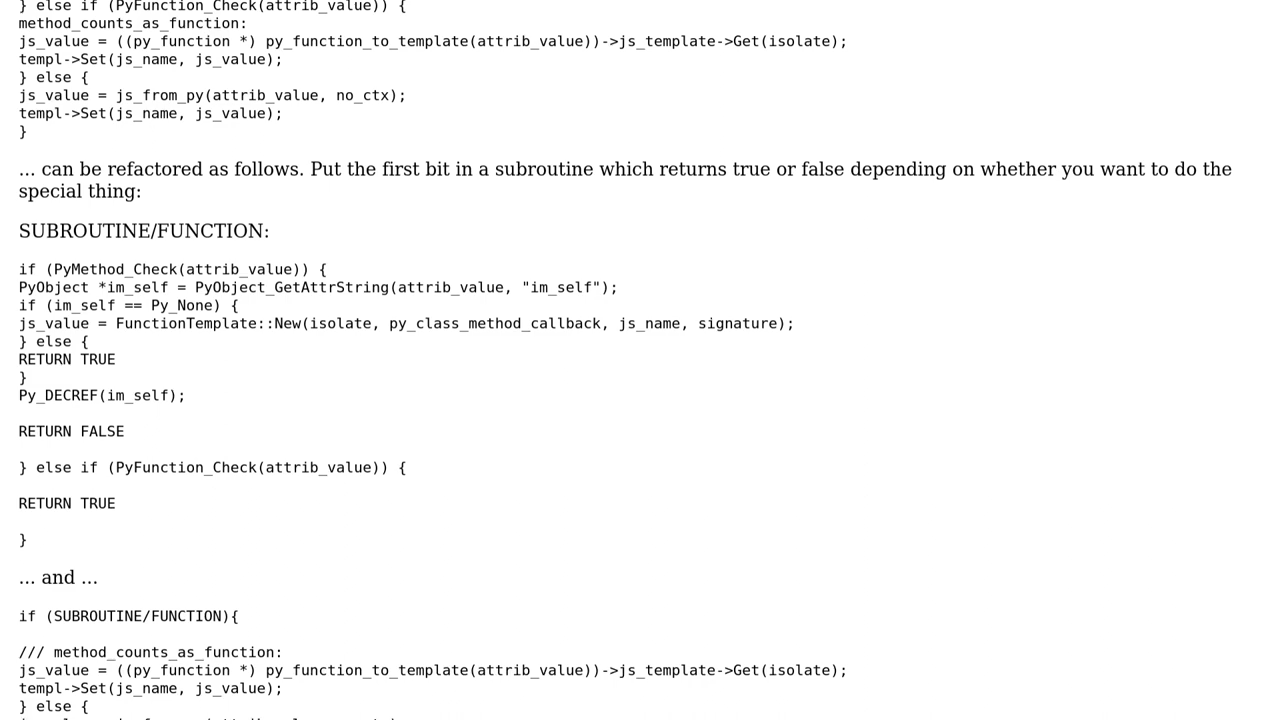 } else if (PyFunction_Check(attrib_value)) {
method_counts_as_function:
js_value = ((py_function *) py_function_to_template(attrib_value))->js_template->Get(isolate);
templ->Set(js_name, js_value);
} else {
js_value = js_from_py(attrib_value, no_ctx);
templ->Set(js_name, js_value);
}
... can be refactored as follows. Put the first bit in a subroutine which returns true or false depending on whether you want to do the
special thing:
SUBROUTINE/FUNCTION:
if (PyMethod_Check(attrib_value)) {
PyObject *im_self = PyObject_GetAttrString(attrib_value, "im_self");
if (im_self == Py_None) {
js_value = FunctionTemplate::New(isolate, py_class_method_callback, js_name, signature);
} else {
RETURN TRUE
}
Py_DECREF(im_self);
RETURN FALSE
} else if (PyFunction_Check(attrib_value)) {
RETURN TRUE
}
... and ...
if (SUBROUTINE/FUNCTION){
/// method_counts_as_function:
js_value = ((py_function *) py_function_to_template(attrib_value))->js_template->Get(isolate);
templ->Set(js_name, js_value);
} else {